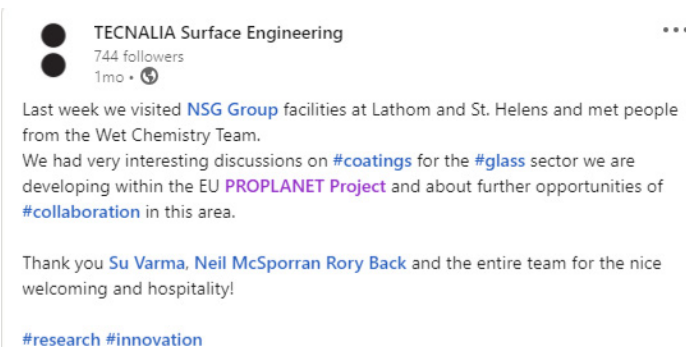 TECNALIA Surface Engineering
744 followers
1mo •
Last week we visited NSG Group facilities at Lathom and St. Helens and met people
from the Wet Chemistry Team.
We had very interesting discussions on #coatings for the #glass sector we are
developing within the EU PROPLANET Project and about further opportunities of
#collaboration in this area.
Thank you Su Varma, Neil McSporran Rory Back and the entire team for the nice
welcoming and hospitality!
#research #innovation